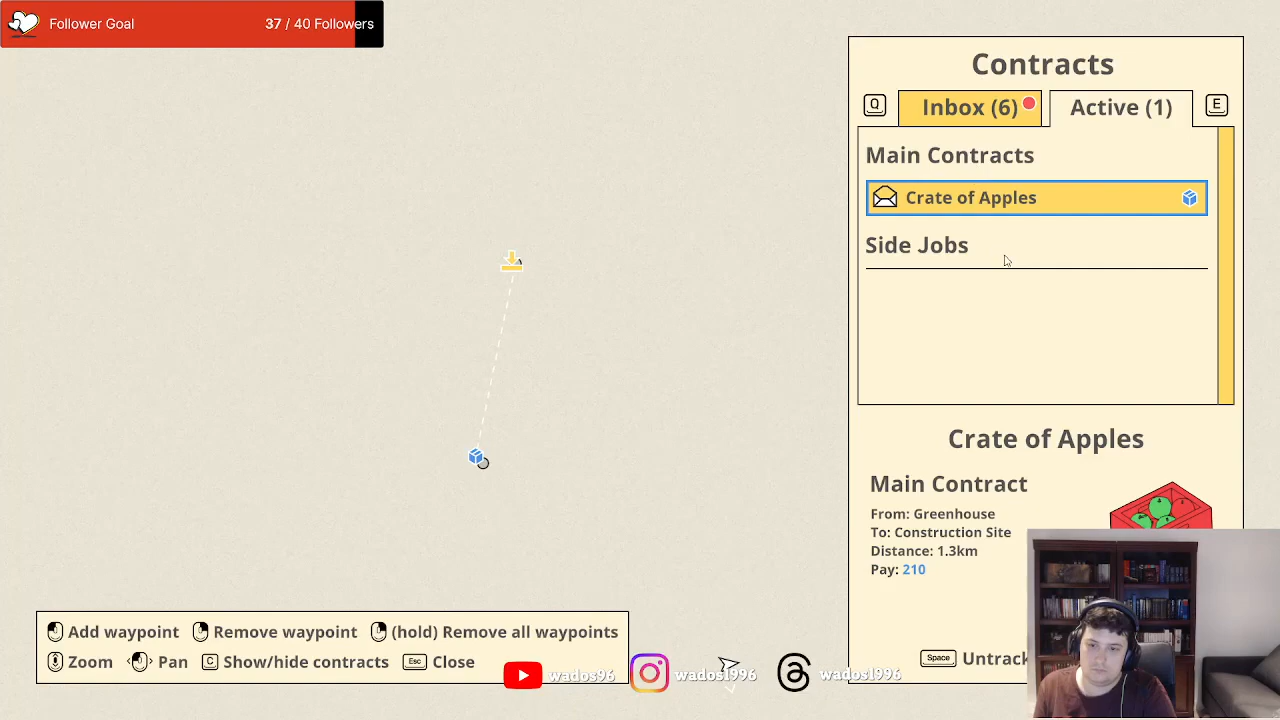 Follower Goal 37 / 40 Followers
Contracts
Q Inbox (6) Active (1) E
Main Contracts
Crate of Apples
Side Jobs
Crate of Apples
Main Contract
From: Greenhouse
To: Construction Site
Distance: 1.3km
Pay: 210
Space Untrack
Add waypoint Remove waypoint (hold) Remove all waypoints
Zoom Pan C Show/hide contracts Esc Close
wados96 wados1996 wados1996